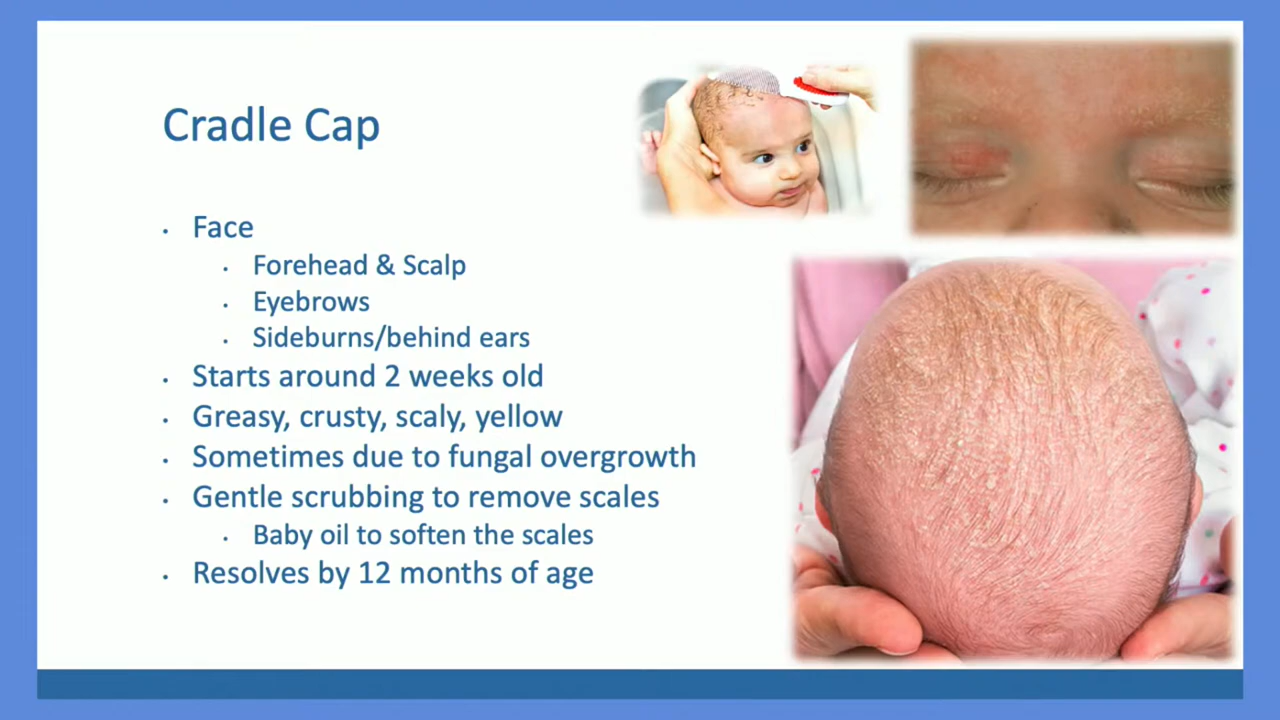 Cradle Cap
· Face
· Forehead & Scalp
· Eyebrows
· Sideburns/behind ears
· Starts around 2 weeks old
· Greasy, crusty, scaly, yellow
· Sometimes due to fungal overgrowth
· Gentle scrubbing to remove scales
· Baby oil to soften the scales
· Resolves by 12 months of age